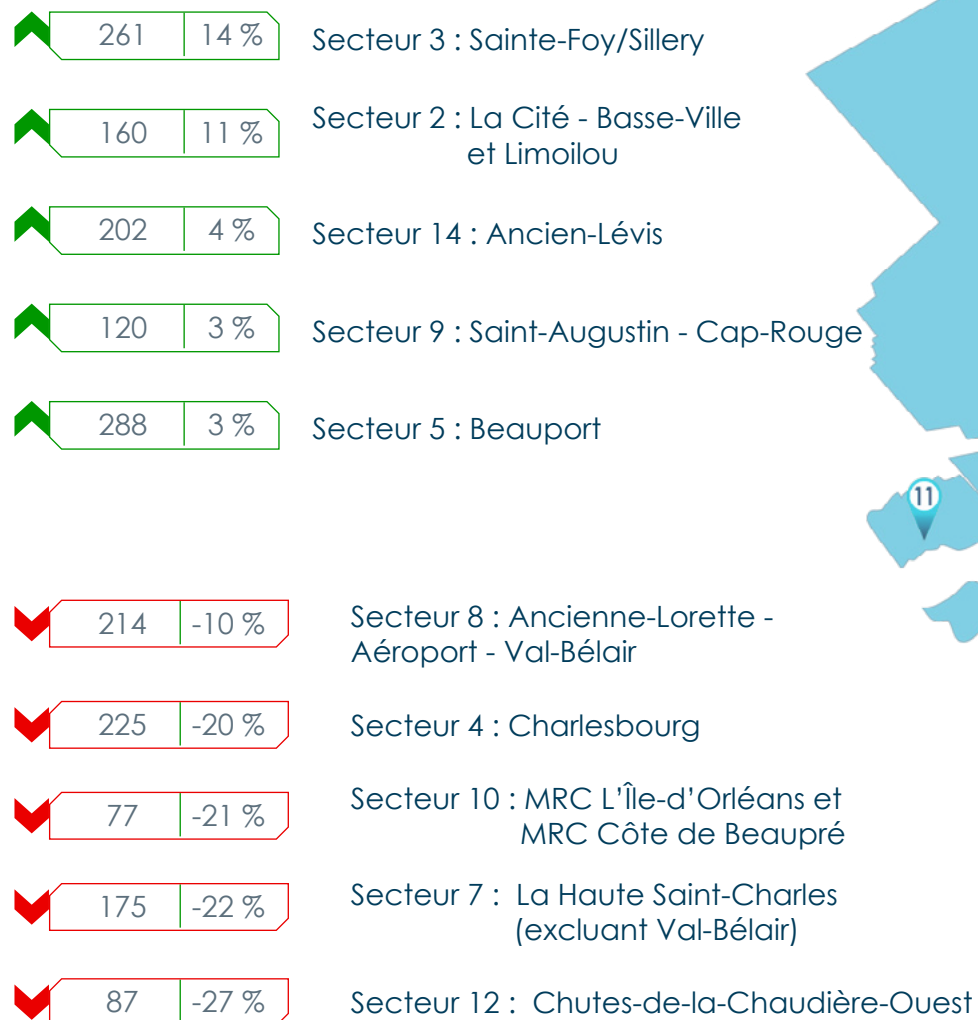 261 14 % Secteur 3 : Sainte-Foy/Sillery
160 11 % Secteur 2 : La Cité - Basse-Ville
et Limoilou
202 4 % Secteur 14 : Ancien-Lévis
120 3 % Secteur 9 : Saint-Augustin - Cap-Rouge
288 3 % Secteur 5 : Beauport
11
214 -10 % Secteur 8 : Ancienne-Lorette -
Aéroport - Val-Bélair
225 -20 % Secteur 4 : Charlesbourg
77 -21 % Secteur 10 : MRC L’Île-d’Orléans et
MRC Côte de Beaupré
175 -22 % Secteur 7 : La Haute Saint-Charles
(excluant Val-Bélair)
87 -27 % Secteur 12 : Chutes-de-la-Chaudière-Ouest